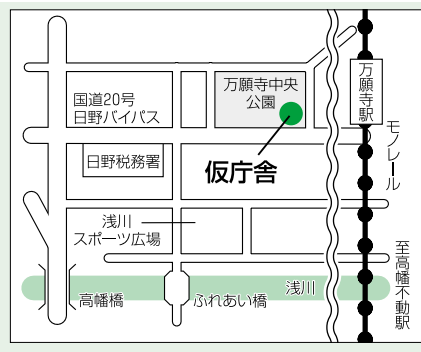 万願寺中央
公園
万願寺駅
国道20号
日野バイパス
モノレール
日野税務署
仮庁舎
浅川
スポーツ広場
至高幡不動駅
浅川
高幡橋
ふれあい橋